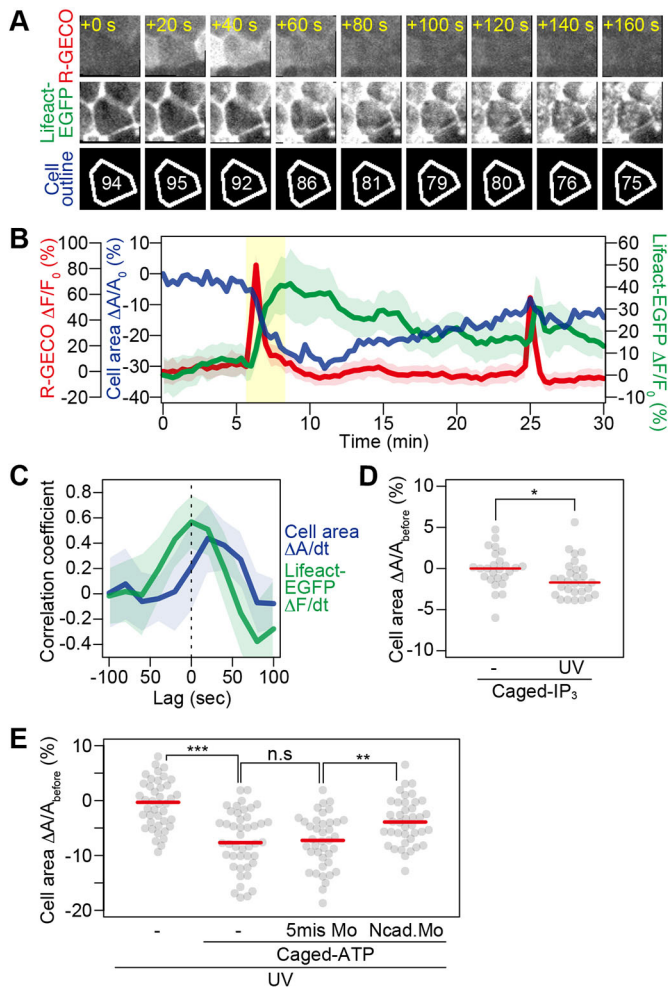 A
+0 s +20 s +40 s +60 s +80 s +100 s +120 s +140 s +160 s
R-GECO
Lifeact-
EGFP
Cell
outline
94 95 92 86 81 79 80 76 75
B
R-GECO ΔF/F0 (%)
100
80
60
40
20
0
-20
Cell area ΔA/A0 (%)
10
0
-10
-20
-30
-40
60
50
40
30
20
10
0
-10
Lifeact-EGFP ΔF/F0 (%)
0 5 10 15 20 25 30
Time (min)
C
Correlation coefficient
0.8
0.6
0.4
0.2
0.0
-0.2
-0.4
-100 50 0 50 100
Lag (sec)
Cell area
ΔA/dt
Lifeact-
EGFP
ΔF/dt
D
Cell area ΔA/Abefore (%)
10
5
0
-5
-10
*
- UV
Caged-IP3
E
Cell area ΔA/Abefore (%)
10
0
-10
-20
*** n.s **
- - 5mis Mo Ncad.Mo
Caged-ATP
UV